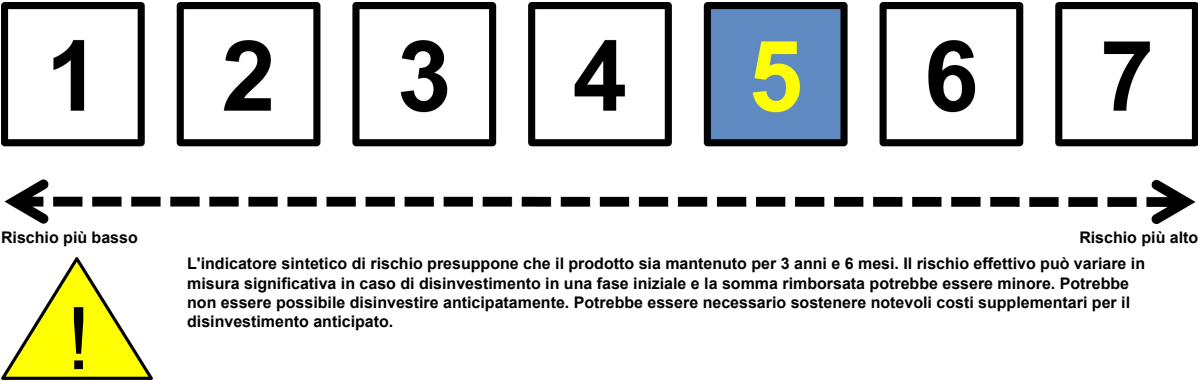 1 2 3 4 5 6 7
Rischio più basso Rischio più alto
L'indicatore sintetico di rischio presuppone che il prodotto sia mantenuto per 3 anni e 6 mesi. Il rischio effettivo può variare in
misura significativa in caso di disinvestimento in una fase iniziale e la somma rimborsata potrebbe essere minore. Potrebbe
non essere possibile disinvestire anticipatamente. Potrebbe essere necessario sostenere notevoli costi supplementari per il
disinvestimento anticipato.
!